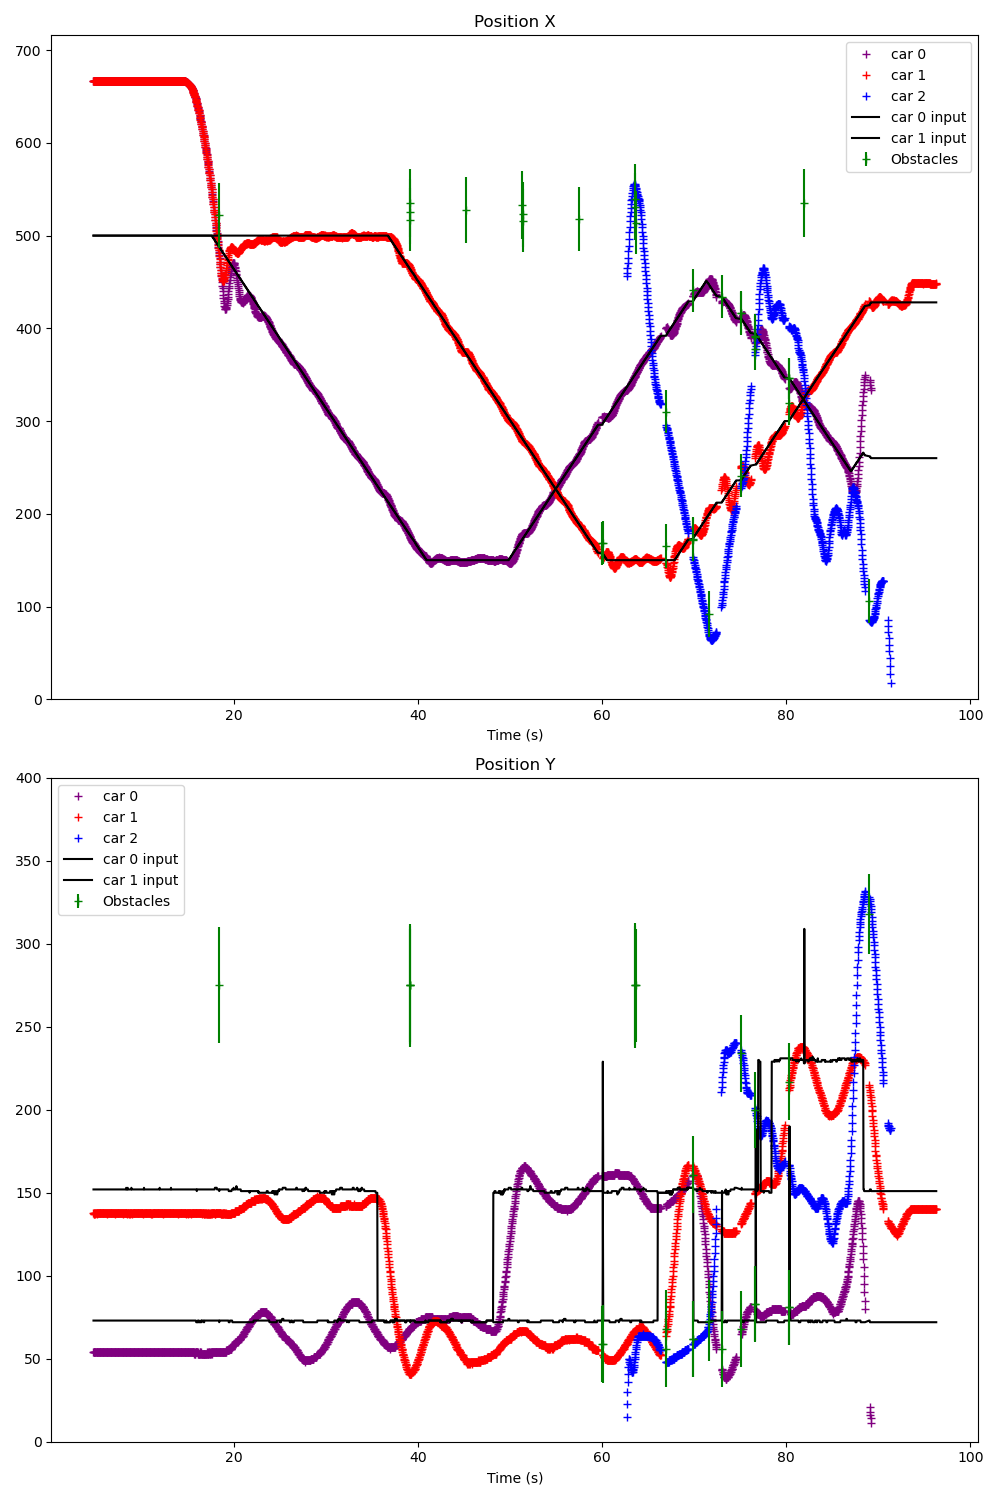 Position X
700
600
500
400
300
200
100
0
20
40
60
80
100
Time (s)
car 0
car 1
car 2
car 0 input
car 1 input
Obstacles
Position Y
400
350
300
250
200
150
100
50
0
20
40
60
80
100
Time (s)
car 0
car 1
car 2
car 0 input
car 1 input
Obstacles